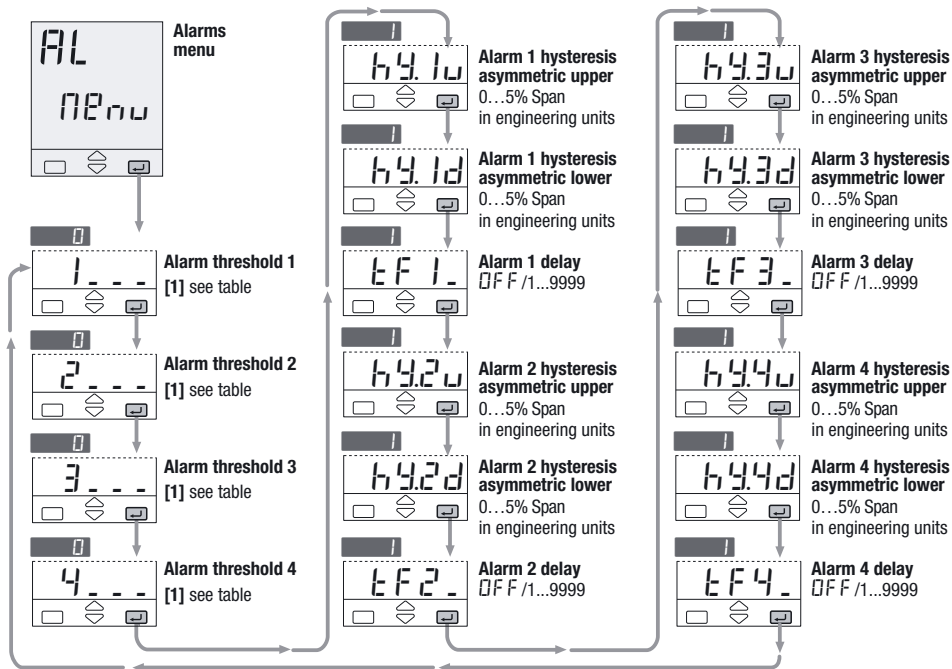 AL
MEnu
Alarms
menu
0
1_ _ _
Alarm threshold 1
[1] see table
0
2_ _ _
Alarm threshold 2
[1] see table
0
3_ _ _
Alarm threshold 3
[1] see table
0
4_ _ _
Alarm threshold 4
[1] see table
1
hy.1u
Alarm 1 hysteresis
asymmetric upper
0…5% Span
in engineering units
1
hy.1d
Alarm 1 hysteresis
asymmetric lower
0…5% Span
in engineering units
1
tF1_
Alarm 1 delay
OFF/1...9999
1
hy.2u
Alarm 2 hysteresis
asymmetric upper
0…5% Span
in engineering units
1
hy.2d
Alarm 2 hysteresis
asymmetric lower
0…5% Span
in engineering units
1
tF2_
Alarm 2 delay
OFF/1...9999
1
hy.3u
Alarm 3 hysteresis
asymmetric upper
0…5% Span
in engineering units
1
hy.3d
Alarm 3 hysteresis
asymmetric lower
0…5% Span
in engineering units
1
tF3_
Alarm 3 delay
OFF/1...9999
1
hy.4u
Alarm 4 hysteresis
asymmetric upper
0…5% Span
in engineering units
1
hy.4d
Alarm 4 hysteresis
asymmetric lower
0…5% Span
in engineering units
1
tF4_
Alarm 4 delay
OFF/1...9999